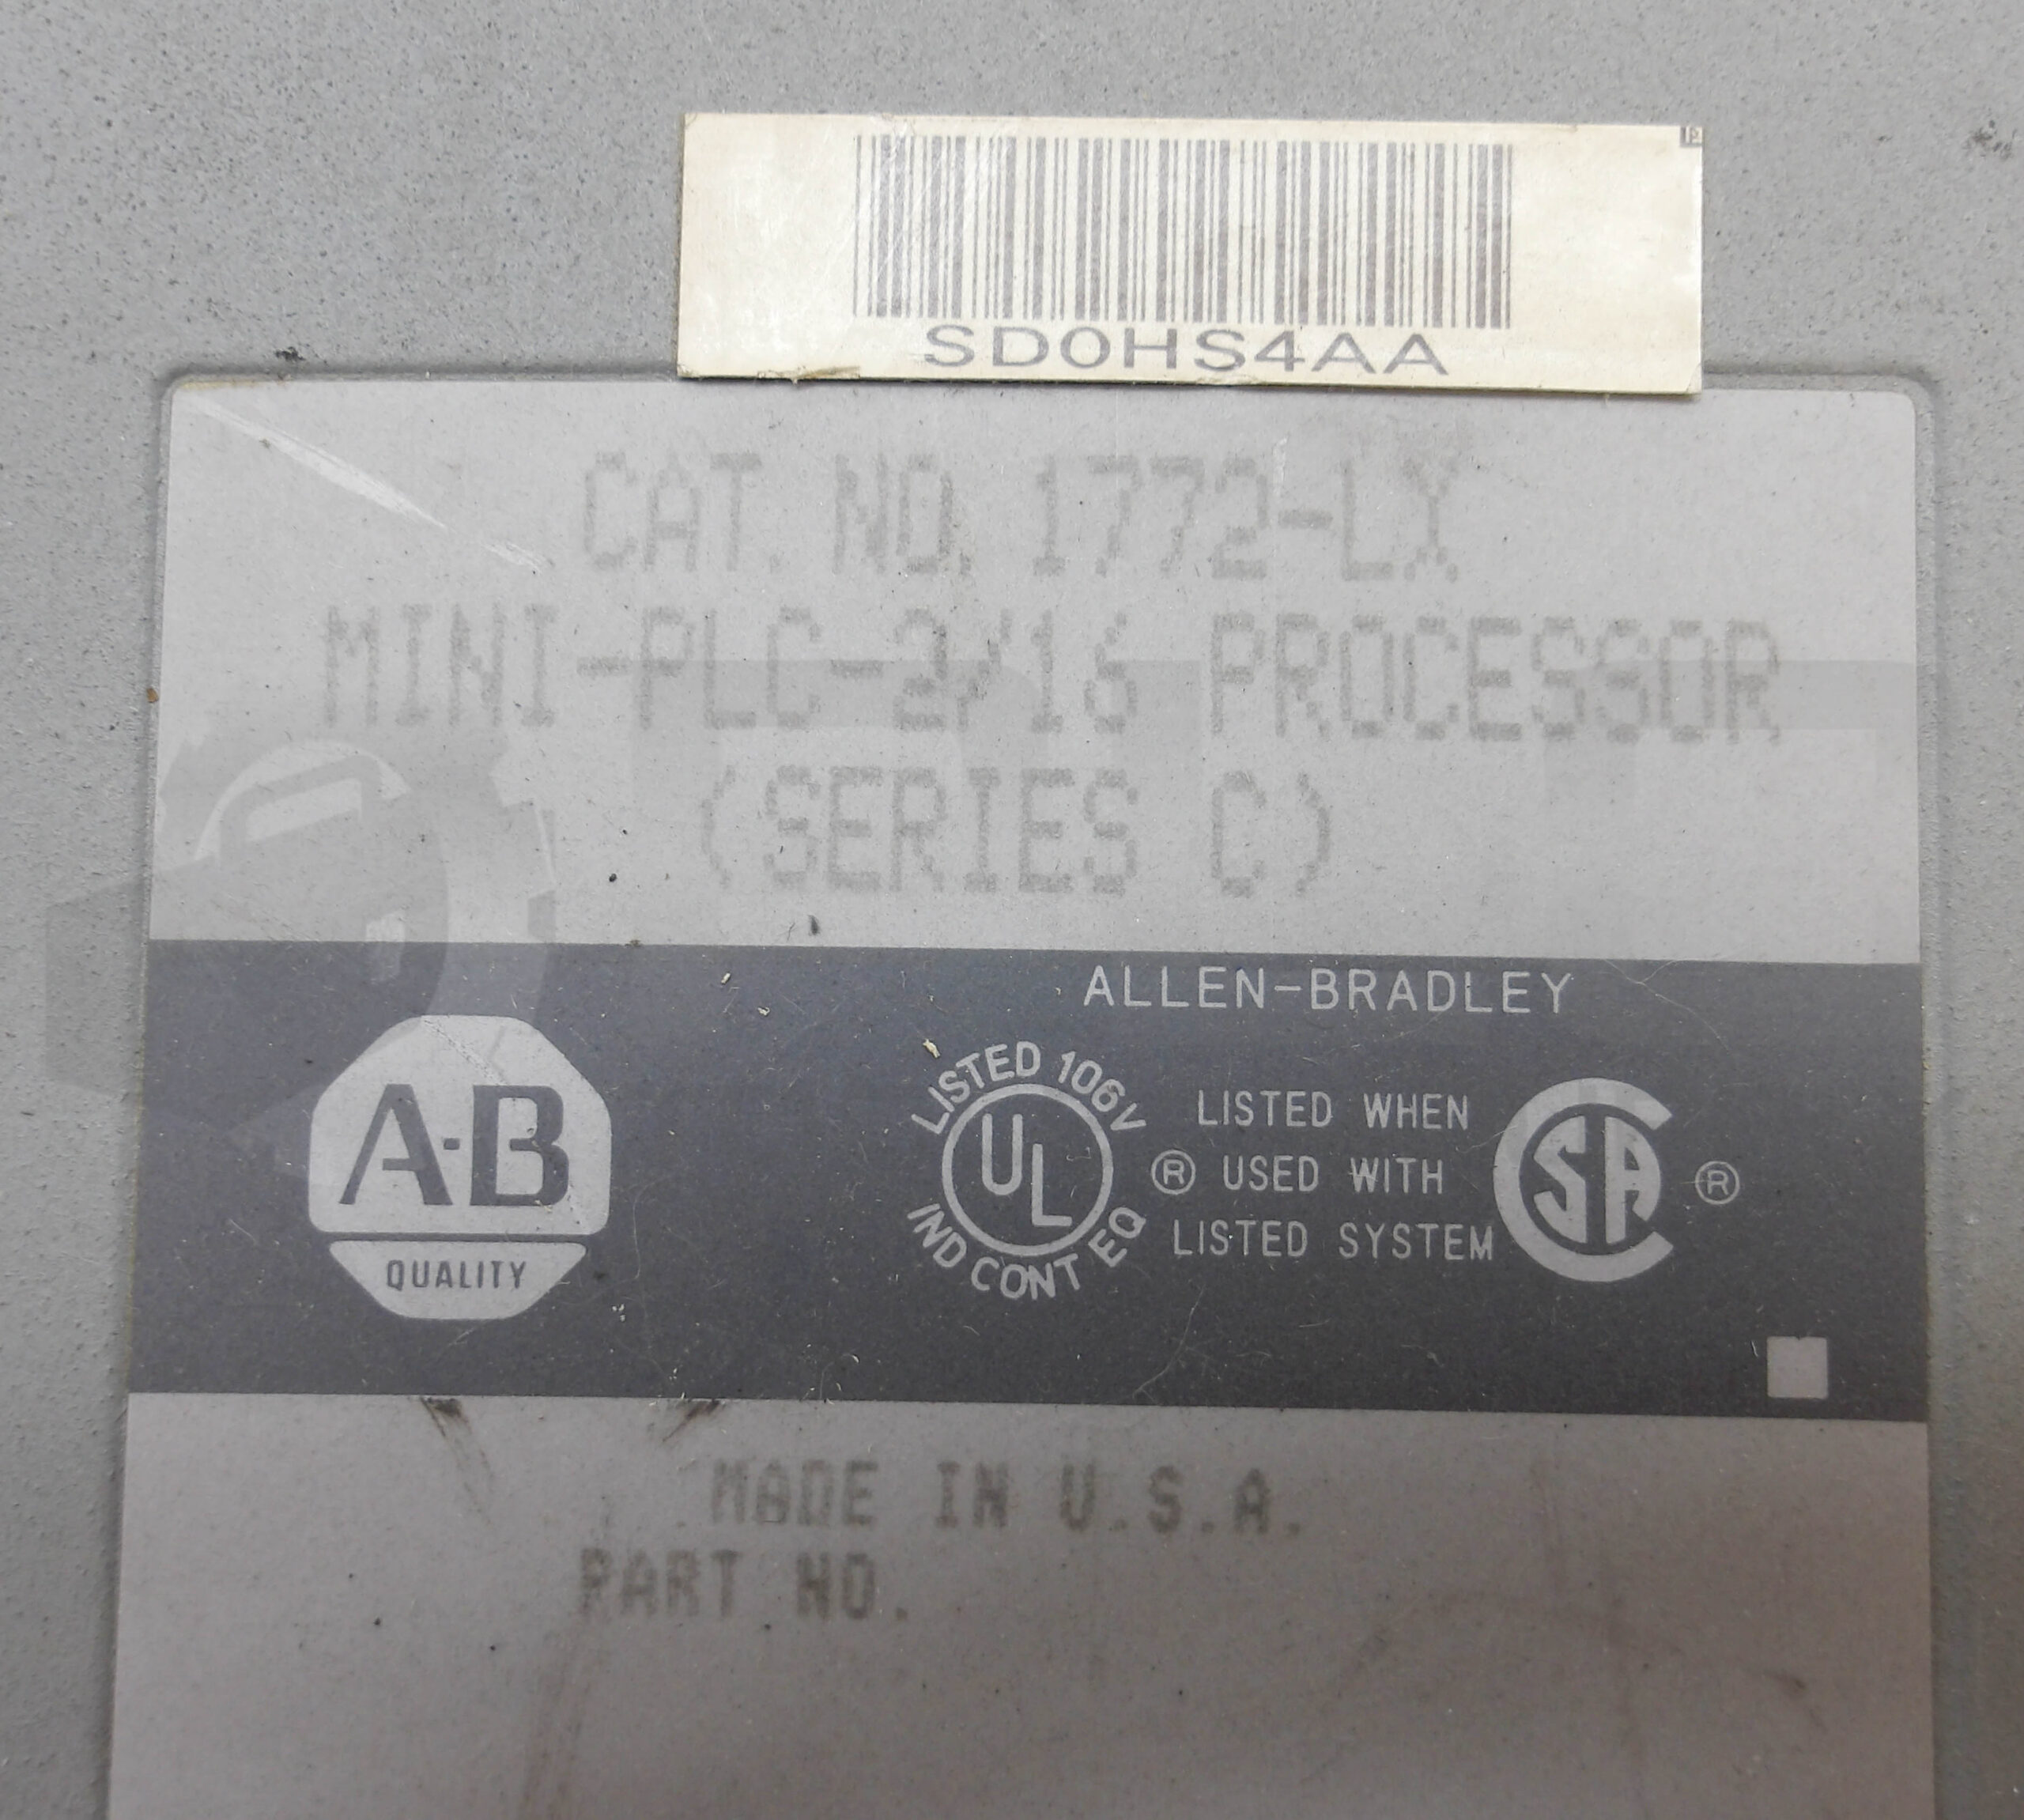 SD0HS4AA
CAT. NO. 1772-LX
MINI-PLC-2/16 PROCESSOR
(SERIES C)
ALLEN-BRADLEY
A-B
QUALITY
LISTED 106V
UL
IND CONT EQ
®
LISTED WHEN
USED WITH
LISTED SYSTEM
CSA
®
MADE IN U.S.A.
PART NO.